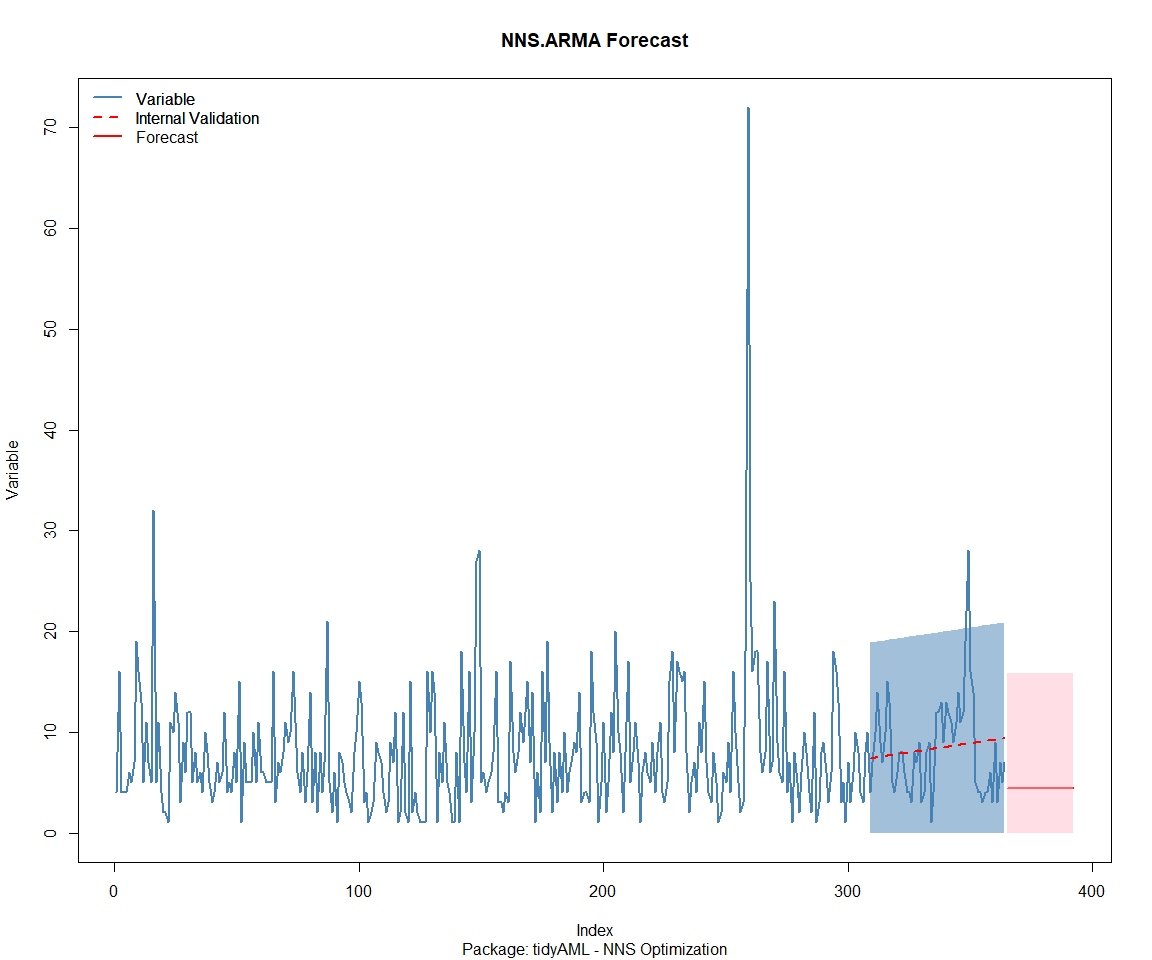 NNS.ARMA Forecast
Variable
Internal Validation
Forecast
70
60
50
40
30
20
10
0
Variable
0 100 200 300 400
Index
Package: tidyAML - NNS Optimization